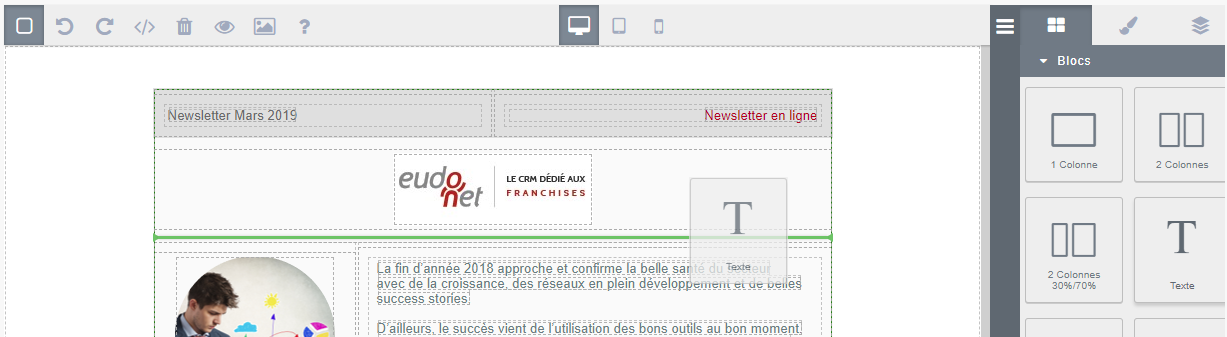 Blocs
Newsletter Mars 2019
Newsletter en ligne
eudonet
LE CRM DÉDIÉ AUX
FRANCHISES
T
Texte
La fin d'année 2018 approche et confirme la belle santé du secteur
avec de la croissance, des réseaux en plein développement et de belles
success stories.
D'ailleurs, le succès vient de l'utilisation des bons outils au bon moment.
1 Colonne
2 Colonnes
2 Colonnes
30%/70%
T
Texte